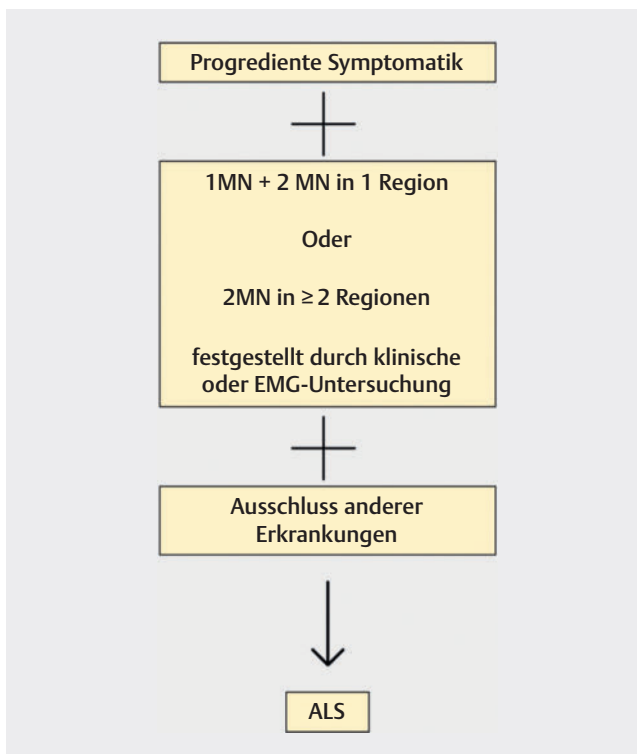 Progrediente Symptomatik
1MN + 2 MN in 1 Region
Oder
2MN in ≥ 2 Regionen
festgestellt durch klinische
oder EMG-Untersuchung
Ausschluss anderer
Erkrankungen
ALS